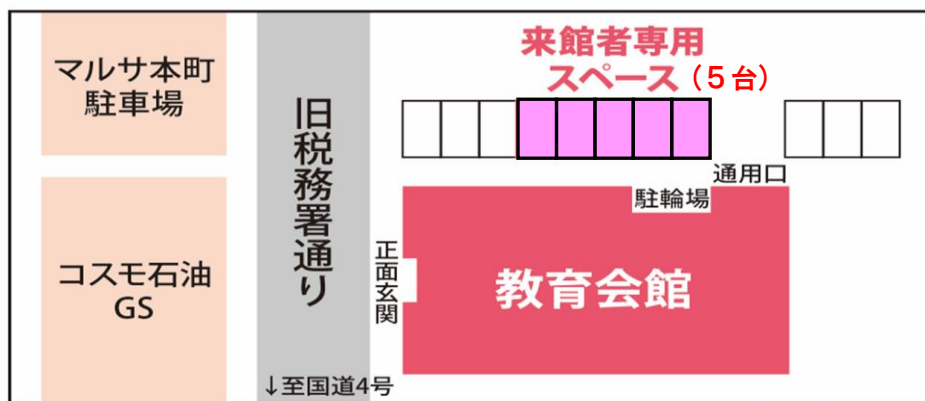 マルサ本町
駐車場
コスモ石油
GS
旧税務署通り
↓至国道4号
来館者専用
スペース(5台)
通用口
駐輪場
正面玄関
教育会館